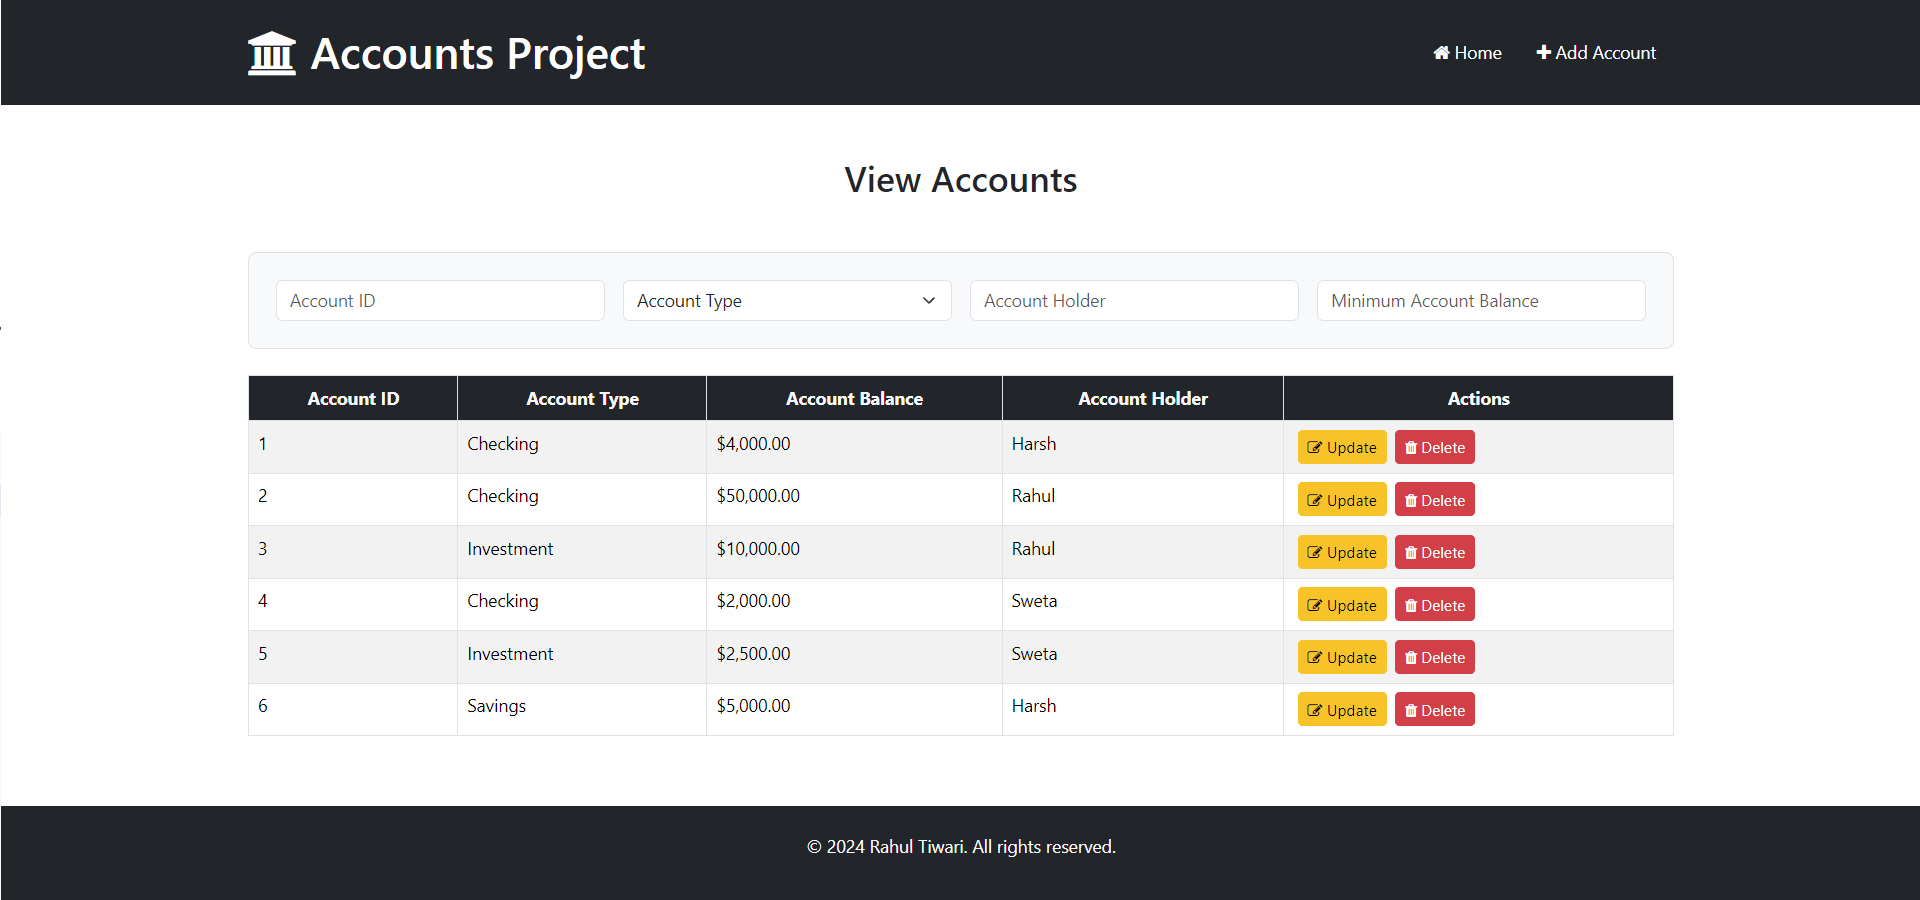 Accounts Project
Home Add Account
View Accounts
Account ID Account Type Account Holder Minimum Account Balance
Account ID Account Type Account Balance Account Holder Actions
1 Checking $4,000.00 Harsh Update Delete
2 Checking $50,000.00 Rahul Update Delete
3 Investment $10,000.00 Rahul Update Delete
4 Checking $2,000.00 Sweta Update Delete
5 Investment $2,500.00 Sweta Update Delete
6 Savings $5,000.00 Harsh Update Delete
© 2024 Rahul Tiwari. All rights reserved.